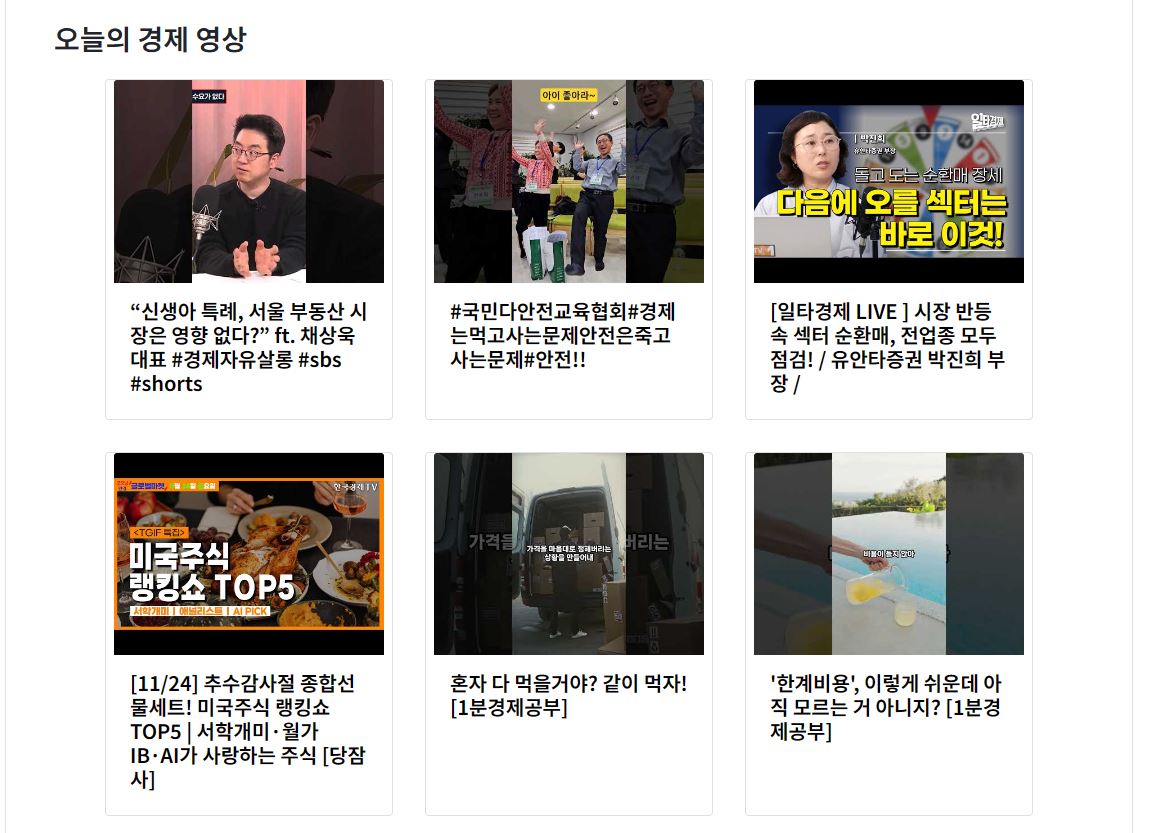 오늘의 경제 영상
수요가 없다
아이 좋아라~
일타경제
박진희
유안타증권 부장
돌고 도는 순환매 장세
다음에 오를 섹터는
바로 이것!
“신생아 특례, 서울 부동산 시
장은 영향 없다?” ft. 채상욱
대표 #경제자유살롱 #sbs
#shorts
#국민다안전교육협회#경제
는먹고사는문제안전은죽고
사는문제#안전!!
[일타경제 LIVE ] 시장 반등
속 섹터 순환매, 전업종 모두
점검! / 유안타증권 박진희 부
장 /
글로벌마켓
한국경제TV
<TGIF 특집>
미국주식
랭킹쇼 TOP5
서학개미 | 애널리스트 | AI PICK
가격을
버리는
가격을 마음대로 정해버리는
상황을 만들어내
비용이 들지 않아
[11/24] 추수감사절 종합선
물세트! 미국주식 랭킹쇼
TOP5 | 서학개미·월가
IB·AI가 사랑하는 주식 [당잠
사]
혼자 다 먹을거야? 같이 먹자!
[1분경제공부]
'한계비용', 이렇게 쉬운데 아
직 모르는 거 아니지? [1분경
제공부]